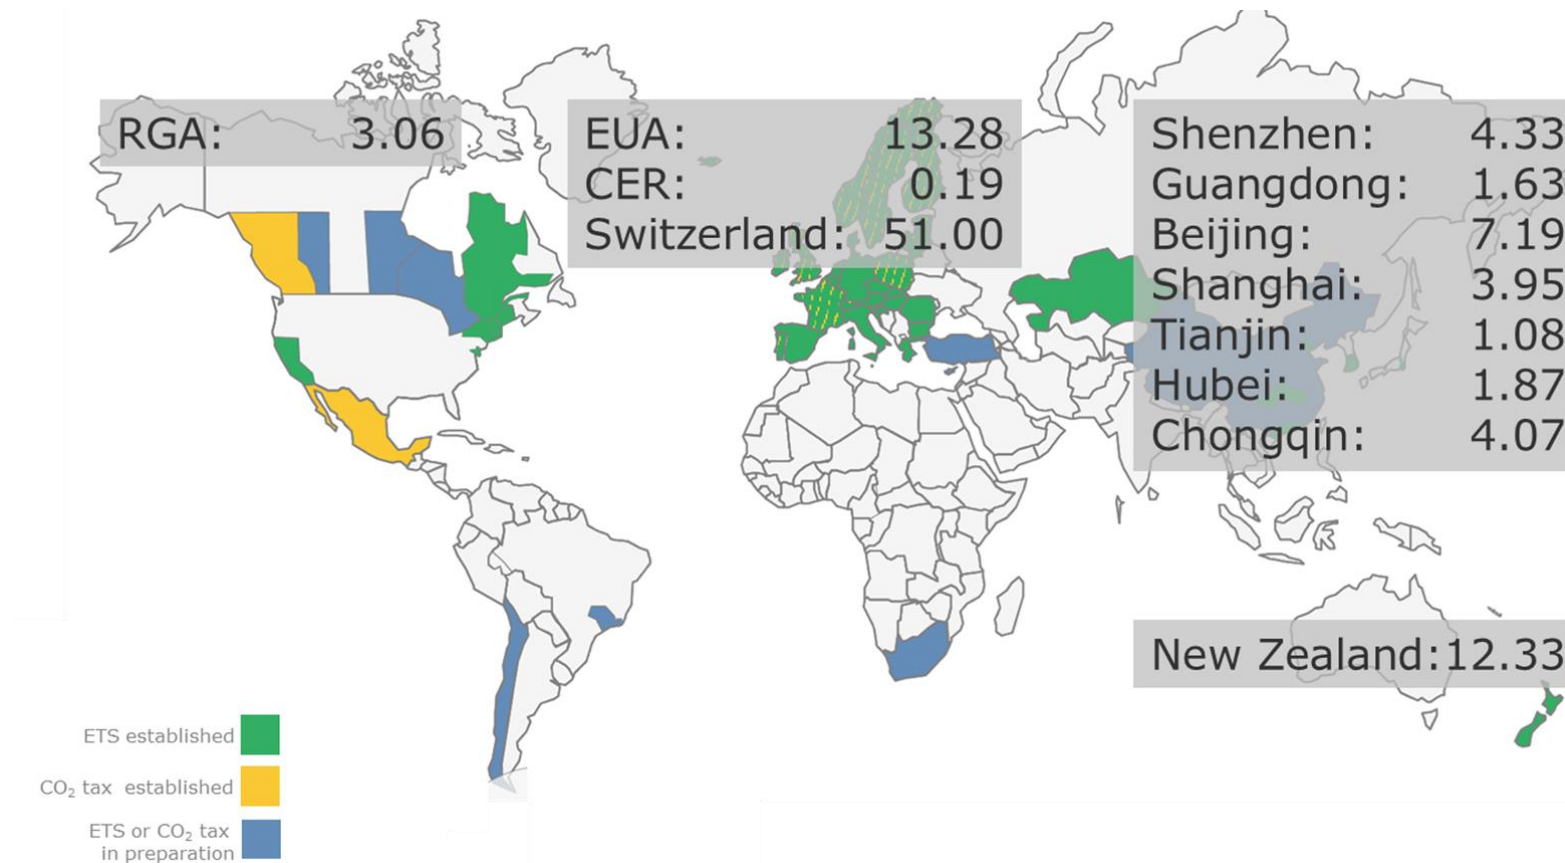 RGA: 3.06
EUA: 13.28
CER: 0.19
Switzerland: 51.00
Shenzhen: 4.33
Guangdong: 1.63
Beijing: 7.19
Shanghai: 3.95
Tianjin: 1.08
Hubei: 1.87
Chongqin: 4.07
New Zealand:12.33
ETS established
CO₂ tax established
ETS or CO₂ tax
in preparation